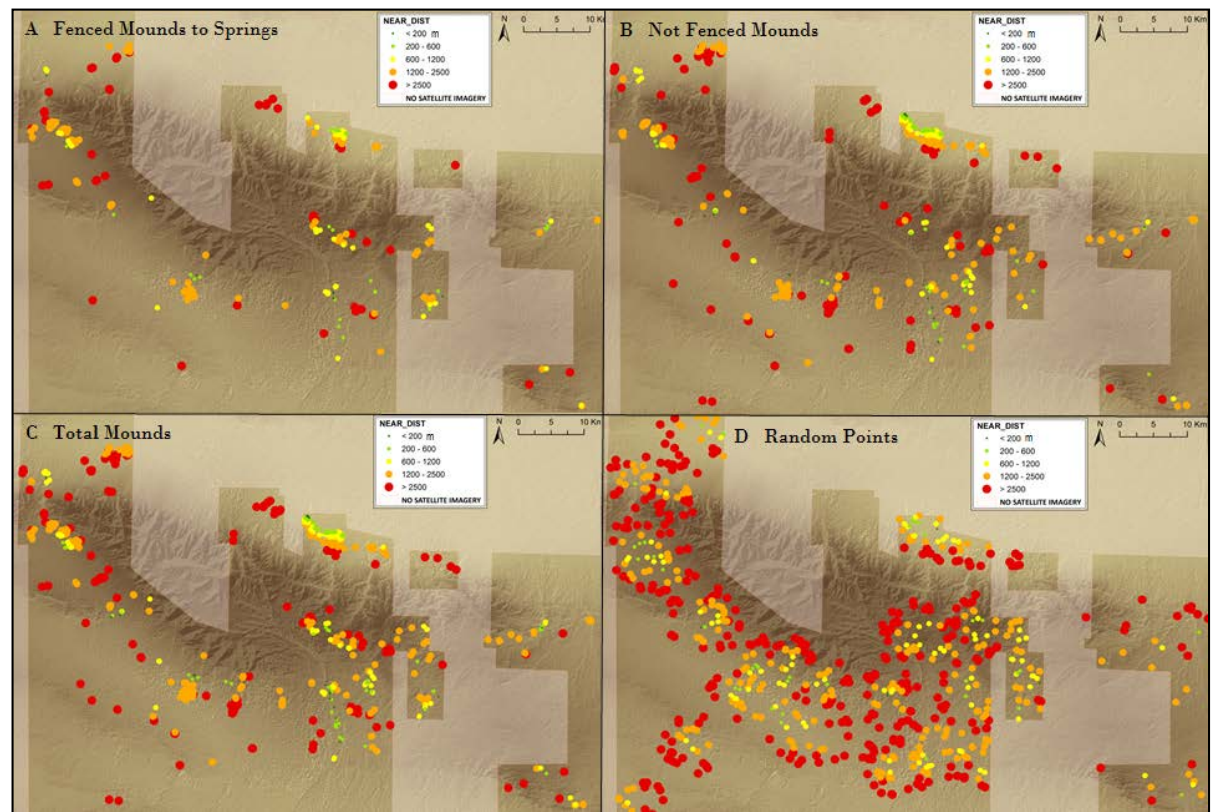 A Fenced Mounds to Springs
NEAR_DIST
< 200 m
200 - 600
600 - 1200
1200 - 2500
> 2500
NO SATELLITE IMAGERY
N 0 5 10 Km
B Not Fenced Mounds
NEAR_DIST
< 200 m
200 - 600
600 - 1200
1200 - 2500
> 2500
NO SATELLITE IMAGERY
N 0 5 10 Km
C Total Mounds
NEAR_DIST
< 200 m
200 - 600
600 - 1200
1200 - 2500
> 2500
NO SATELLITE IMAGERY
N 0 5 10 Km
D Random Points
NEAR_DIST
< 200 m
200 - 600
600 - 1200
1200 - 2500
> 2500
NO SATELLITE IMAGERY
N 0 5 10 Km